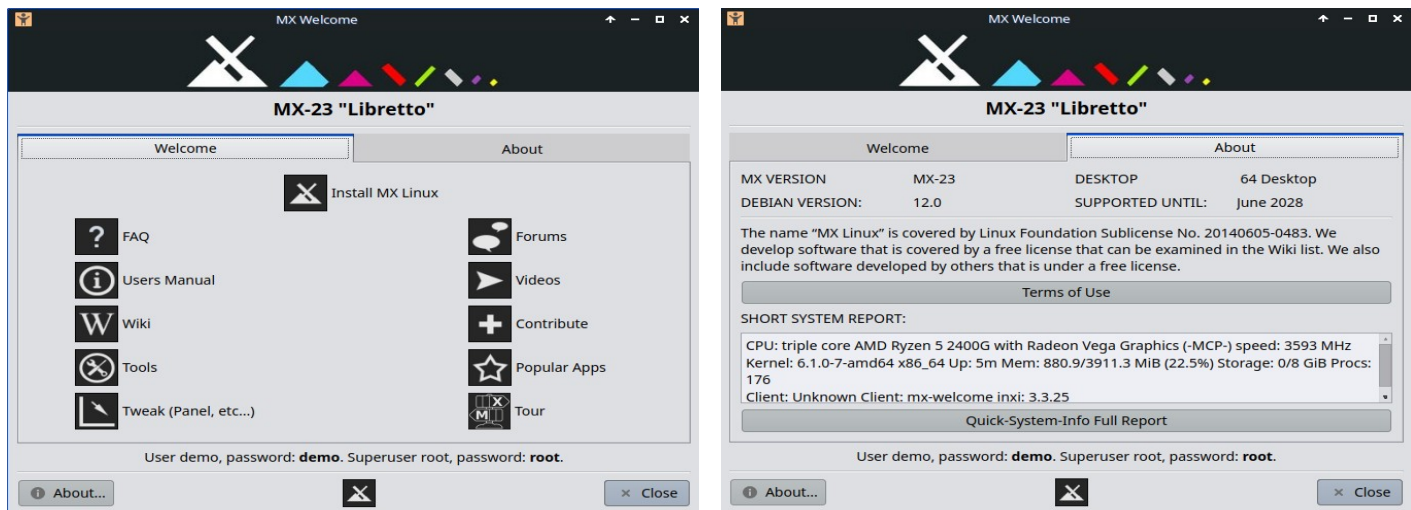 MX Welcome
MX-23 "Libretto"
Welcome About
Install MX Linux
? FAQ
Forums
i Users Manual
Videos
W Wiki
Contribute
Tools
Popular Apps
Tweak (Panel, etc...)
X M Tour
User demo, password: demo. Superuser root, password: root.
About... Close
MX Welcome
MX-23 "Libretto"
Welcome About
MX VERSION MX-23 DESKTOP 64 Desktop
DEBIAN VERSION: 12.0 SUPPORTED UNTIL: June 2028
The name “MX Linux” is covered by Linux Foundation Sublicense No. 20140605-0483. We
develop software that is covered by a free license that can be examined in the Wiki list. We also
include software developed by others that is under a free license.
Terms of Use
SHORT SYSTEM REPORT:
CPU: triple core AMD Ryzen 5 2400G with Radeon Vega Graphics (-MCP-) speed: 3593 MHz
Kernel: 6.1.0-7-amd64 x86_64 Up: 5m Mem: 880.9/3911.3 MiB (22.5%) Storage: 0/8 GiB Procs:
176
Client: Unknown Client: mx-welcome inxi: 3.3.25
Quick-System-Info Full Report
User demo, password: demo. Superuser root, password: root.
About... Close